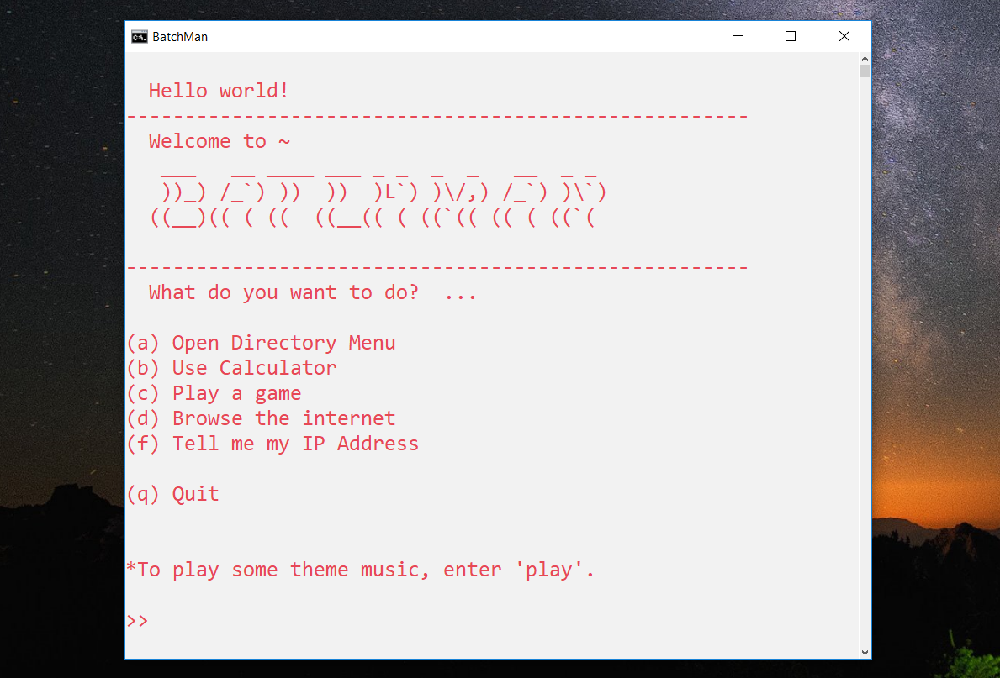 BatchMan
Hello world!
-----------------------------------------------------
Welcome to ~
 ___   __ ____ ___ _ _  _  _   __  _ _
 ))_) /_`) ))  ))  )L`) )\/,) /_`) )\`)
((__)(( ( ((  ((__(( ( ((`(( (( ( ((`(
-----------------------------------------------------
What do you want to do?  ...
(a) Open Directory Menu
(b) Use Calculator
(c) Play a game
(d) Browse the internet
(f) Tell me my IP Address
(q) Quit
*To play some theme music, enter 'play'.
>>